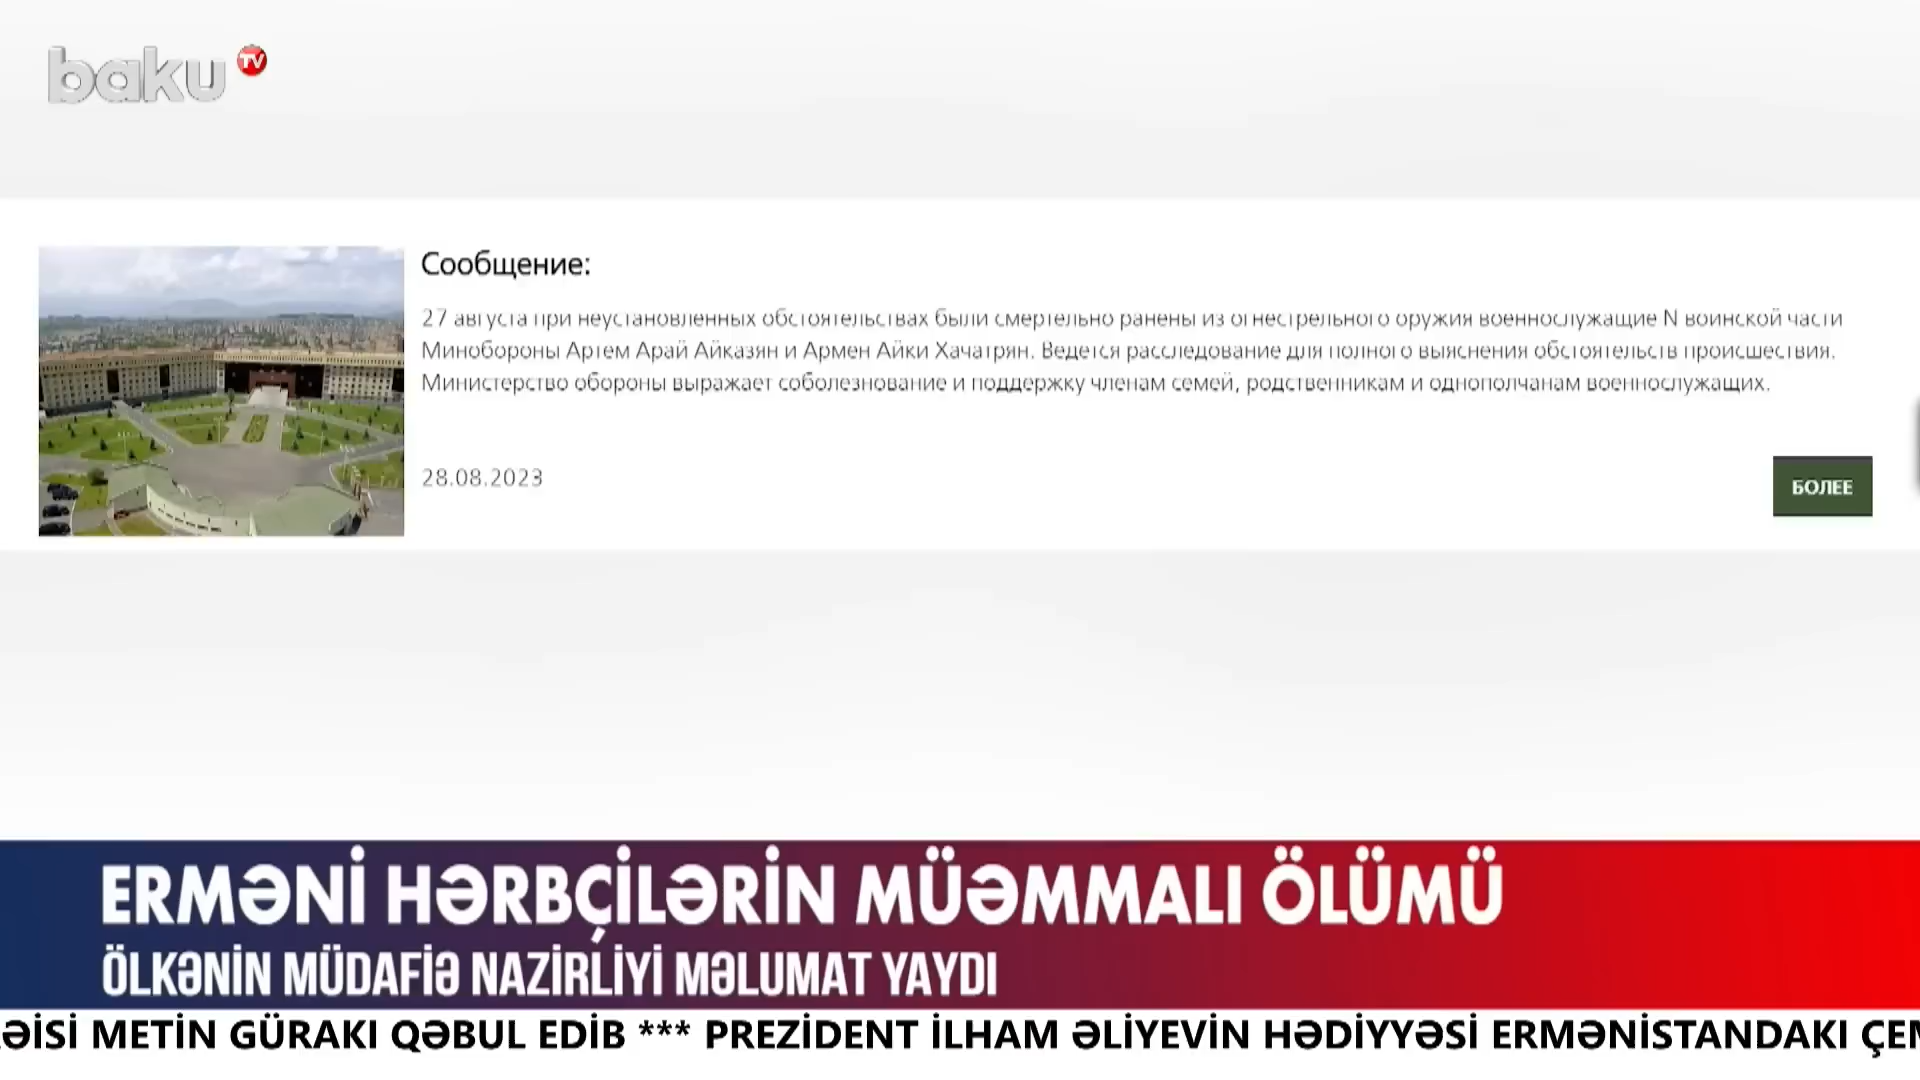 baku TV
Сообщение:
27 августа при неустановленных обстоятельствах были смертельно ранены из огнестрельного оружия военнослужащие N воинской части
Минобороны Артем Арай Айказян и Армен Айки Хачатрян. Ведется расследование для полного выяснения обстоятельств происшествия.
Министерство обороны выражает соболезнование и поддержку членам семей, родственникам и однополчанам военнослужащих.
28.08.2023
БОЛЕЕ
ERMƏNİ HƏRBÇİLƏRİN MÜƏMMALI ÖLÜMÜ
ÖLKƏNİN MÜDAFİƏ NAZİRLİYİ MƏLUMAT YAYDI
ƏİSİ METİN GÜRAKI QƏBUL EDİB *** PREZİDENT İLHAM ƏLİYEVİN HƏDİYYƏSİ ERMƏNİSTANDAKI ÇEM